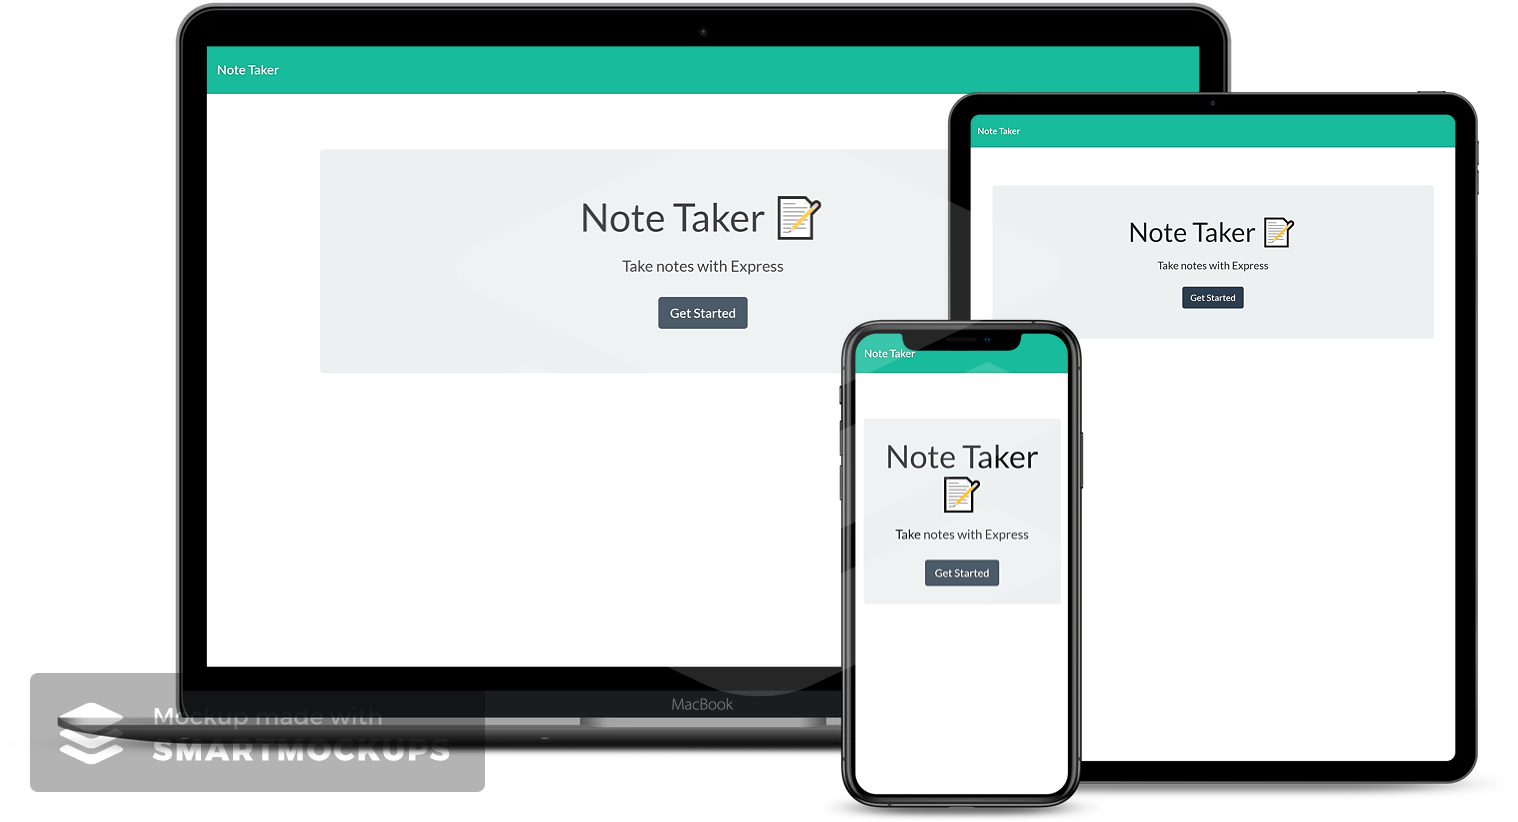 Note Taker
Note Taker
Take notes with Express
Get Started
MacBook
Note Taker
Note Taker
Take notes with Express
Get Started
Note Taker
Note Taker
Take notes with Express
Get Started
Mockup made with
SMARTMOCKUPS